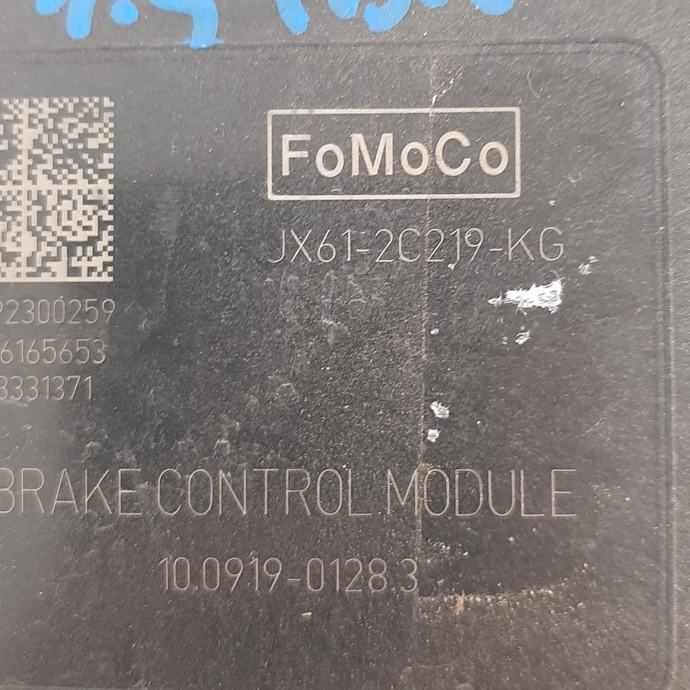 FoMoCo
JX61-2C219-KG
92300259
6165653
3331371
BRAKE CONTROL MODULE
10.0919-0128.3